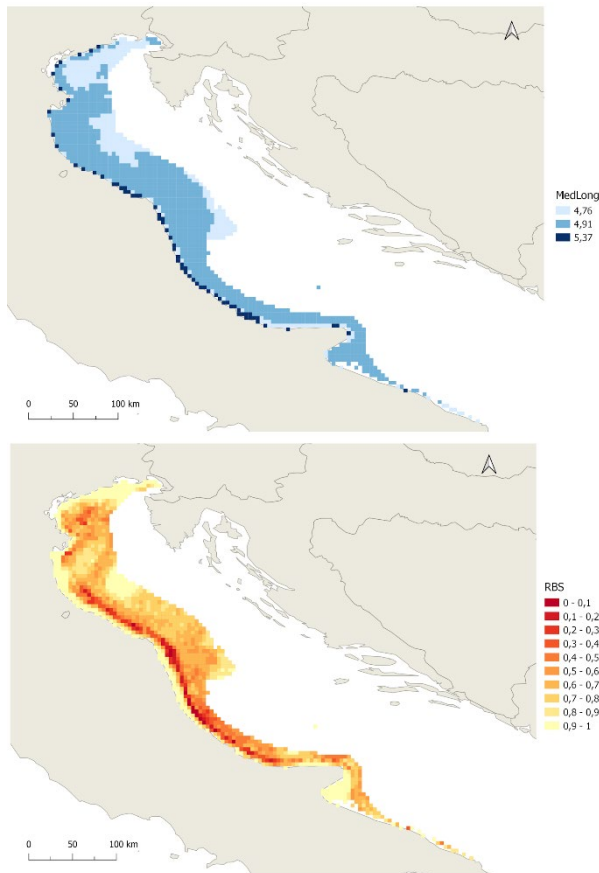 MedLong
4,76
4,91
5,37
0 50 100 km
RBS
0 - 0,1
0,1 - 0,2
0,2 - 0,3
0,3 - 0,4
0,4 - 0,5
0,5 - 0,6
0,6 - 0,7
0,7 - 0,8
0,8 - 0,9
0,9 - 1
0 50 100 km